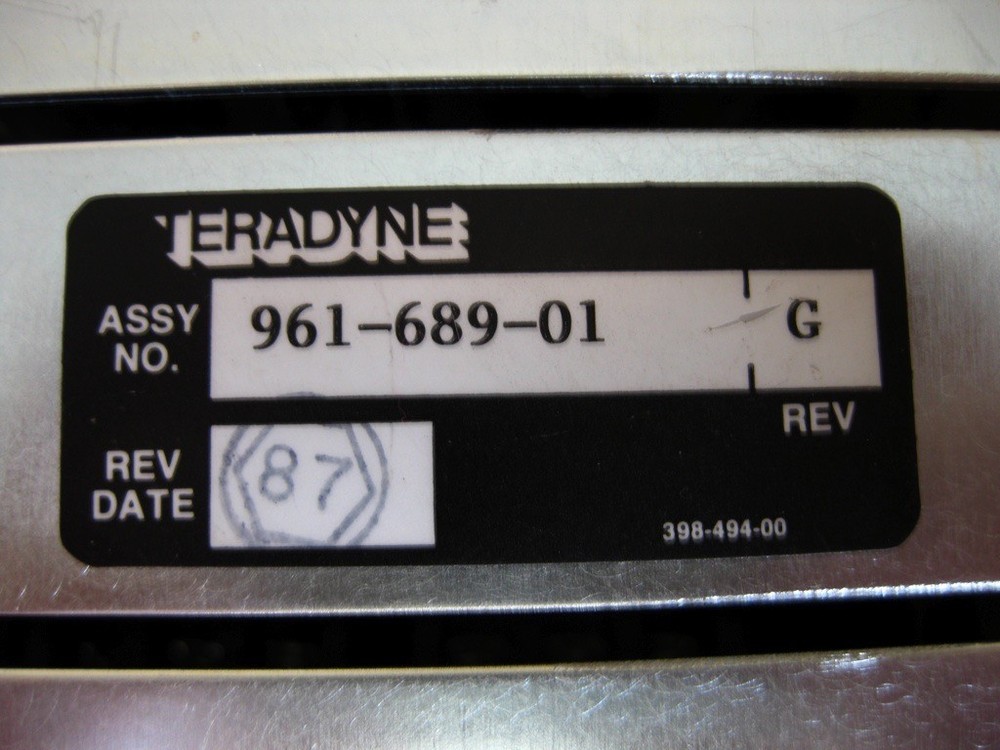 TERADYNE
ASSY NO. 961-689-01 G
REV
REV DATE 87
398-494-00